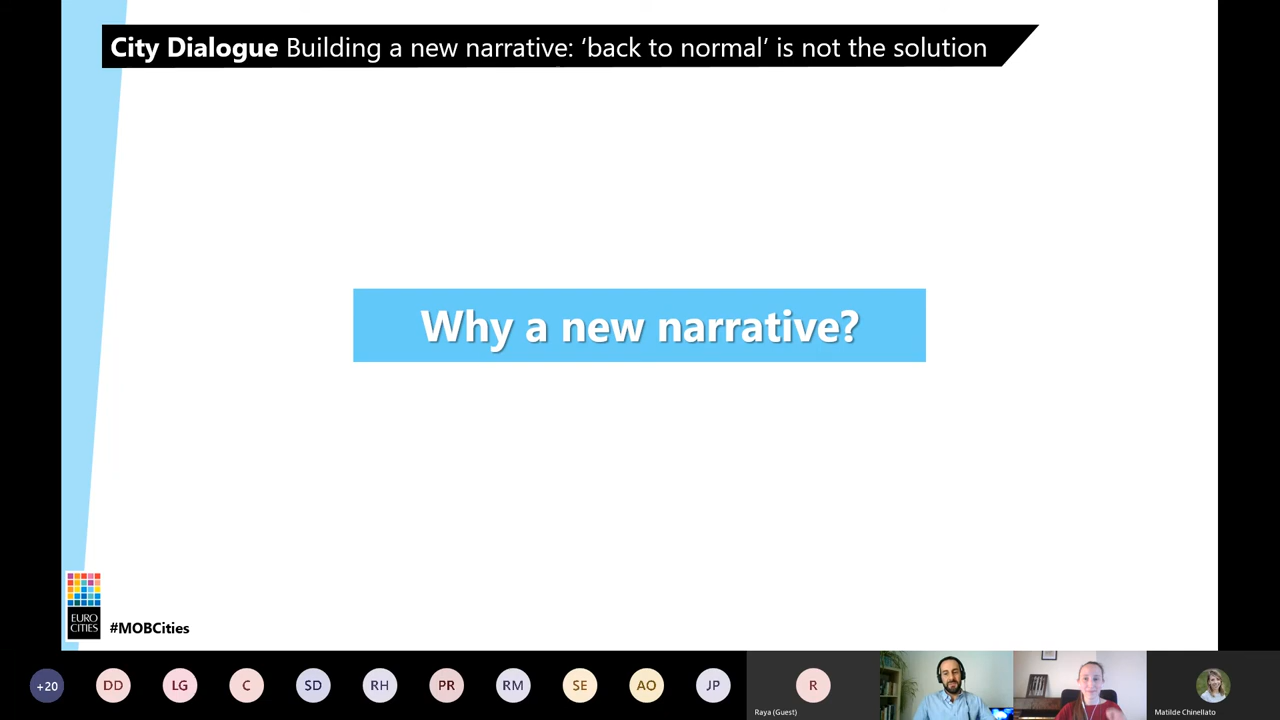 City Dialogue Building a new narrative: ‘back to normal’ is not the solution
Why a new narrative?
EURO
CITIES
#MOBCities
+20
DD
LG
C
SD
RH
PR
RM
SE
AO
JP
R
Raya (Guest)
Matilde Chinellato